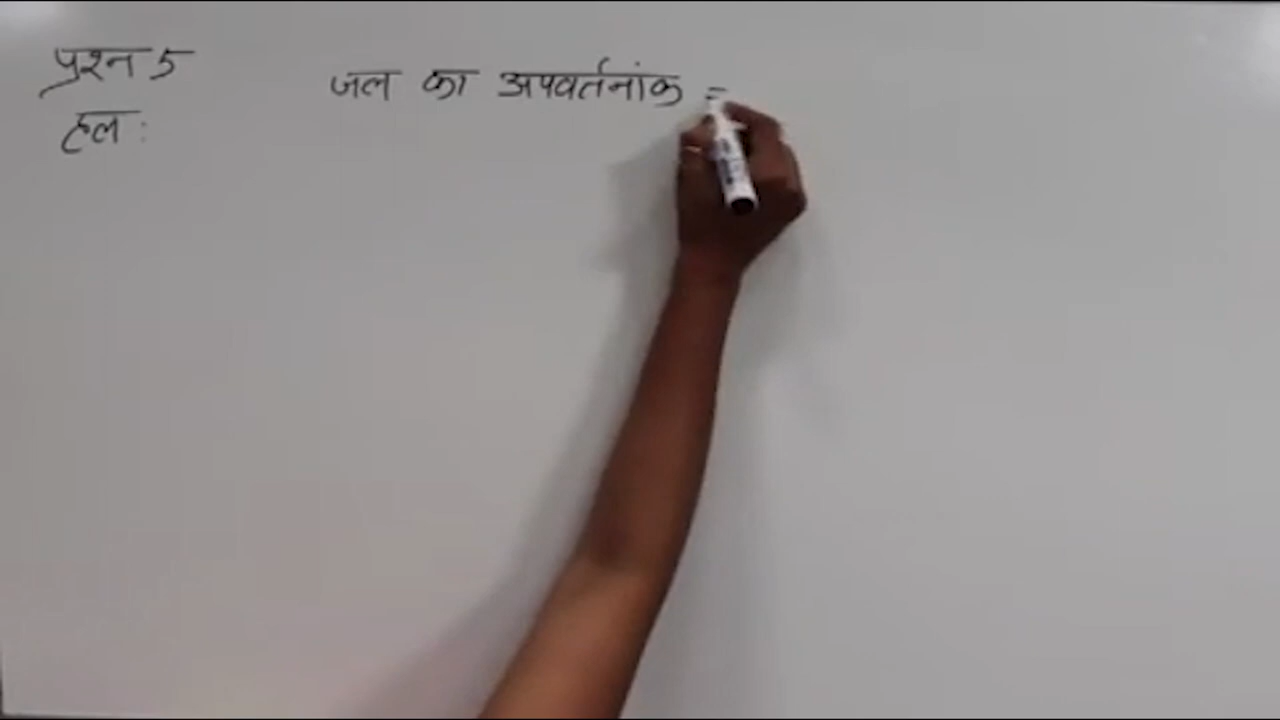 प्रश्न 5
जल का अपवर्तनांक =
हल :